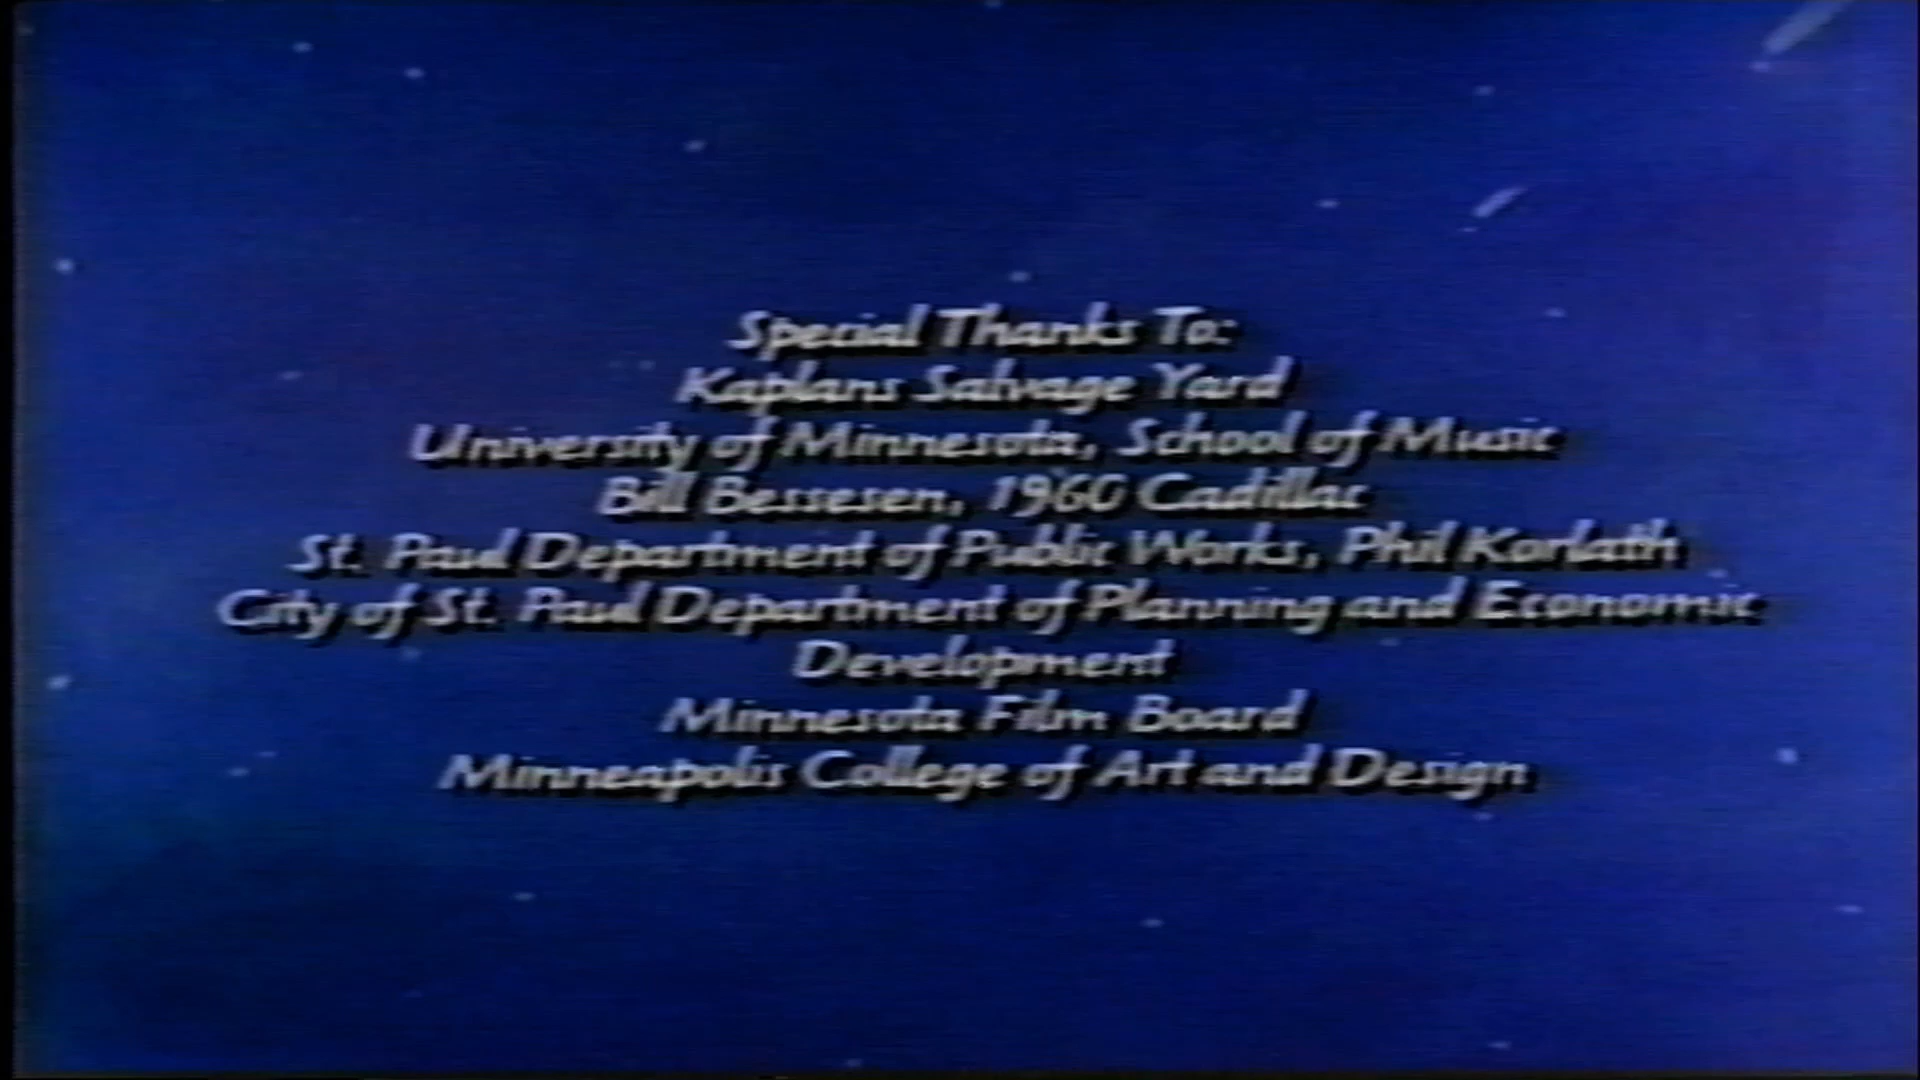 Special Thanks To:
Kaplans Salvage Yard
University of Minnesota, School of Music
Bill Bessesen, 1960 Cadillac
St. Paul Department of Public Works, Phil Korlath
City of St. Paul Department of Planning and Economic
Development
Minnesota Film Board
Minneapolis College of Art and Design